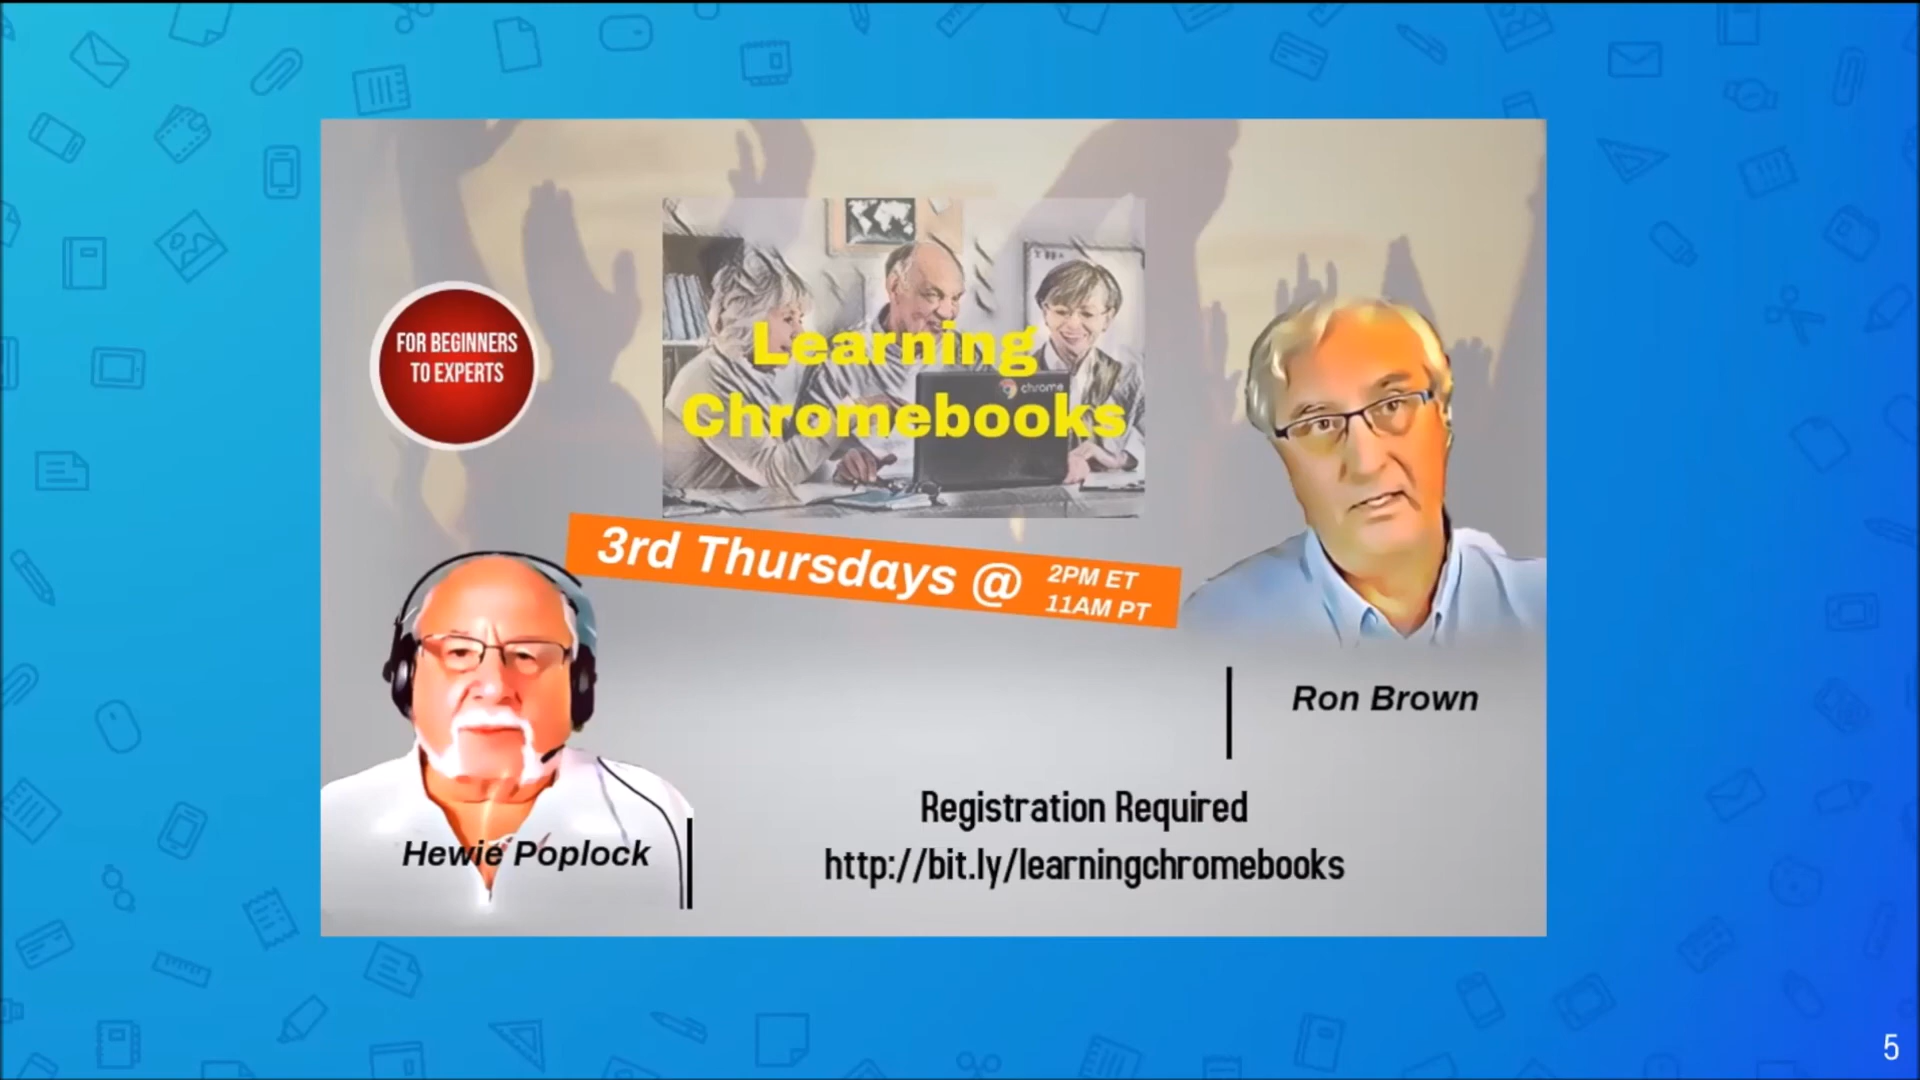 FOR BEGINNERS
TO EXPERTS
Learning
chrome
Chromebooks
3rd Thursdays @ 2PM ET
11AM PT
Ron Brown
Hewie Poplock
Registration Required
http://bit.ly/learningchromebooks
5